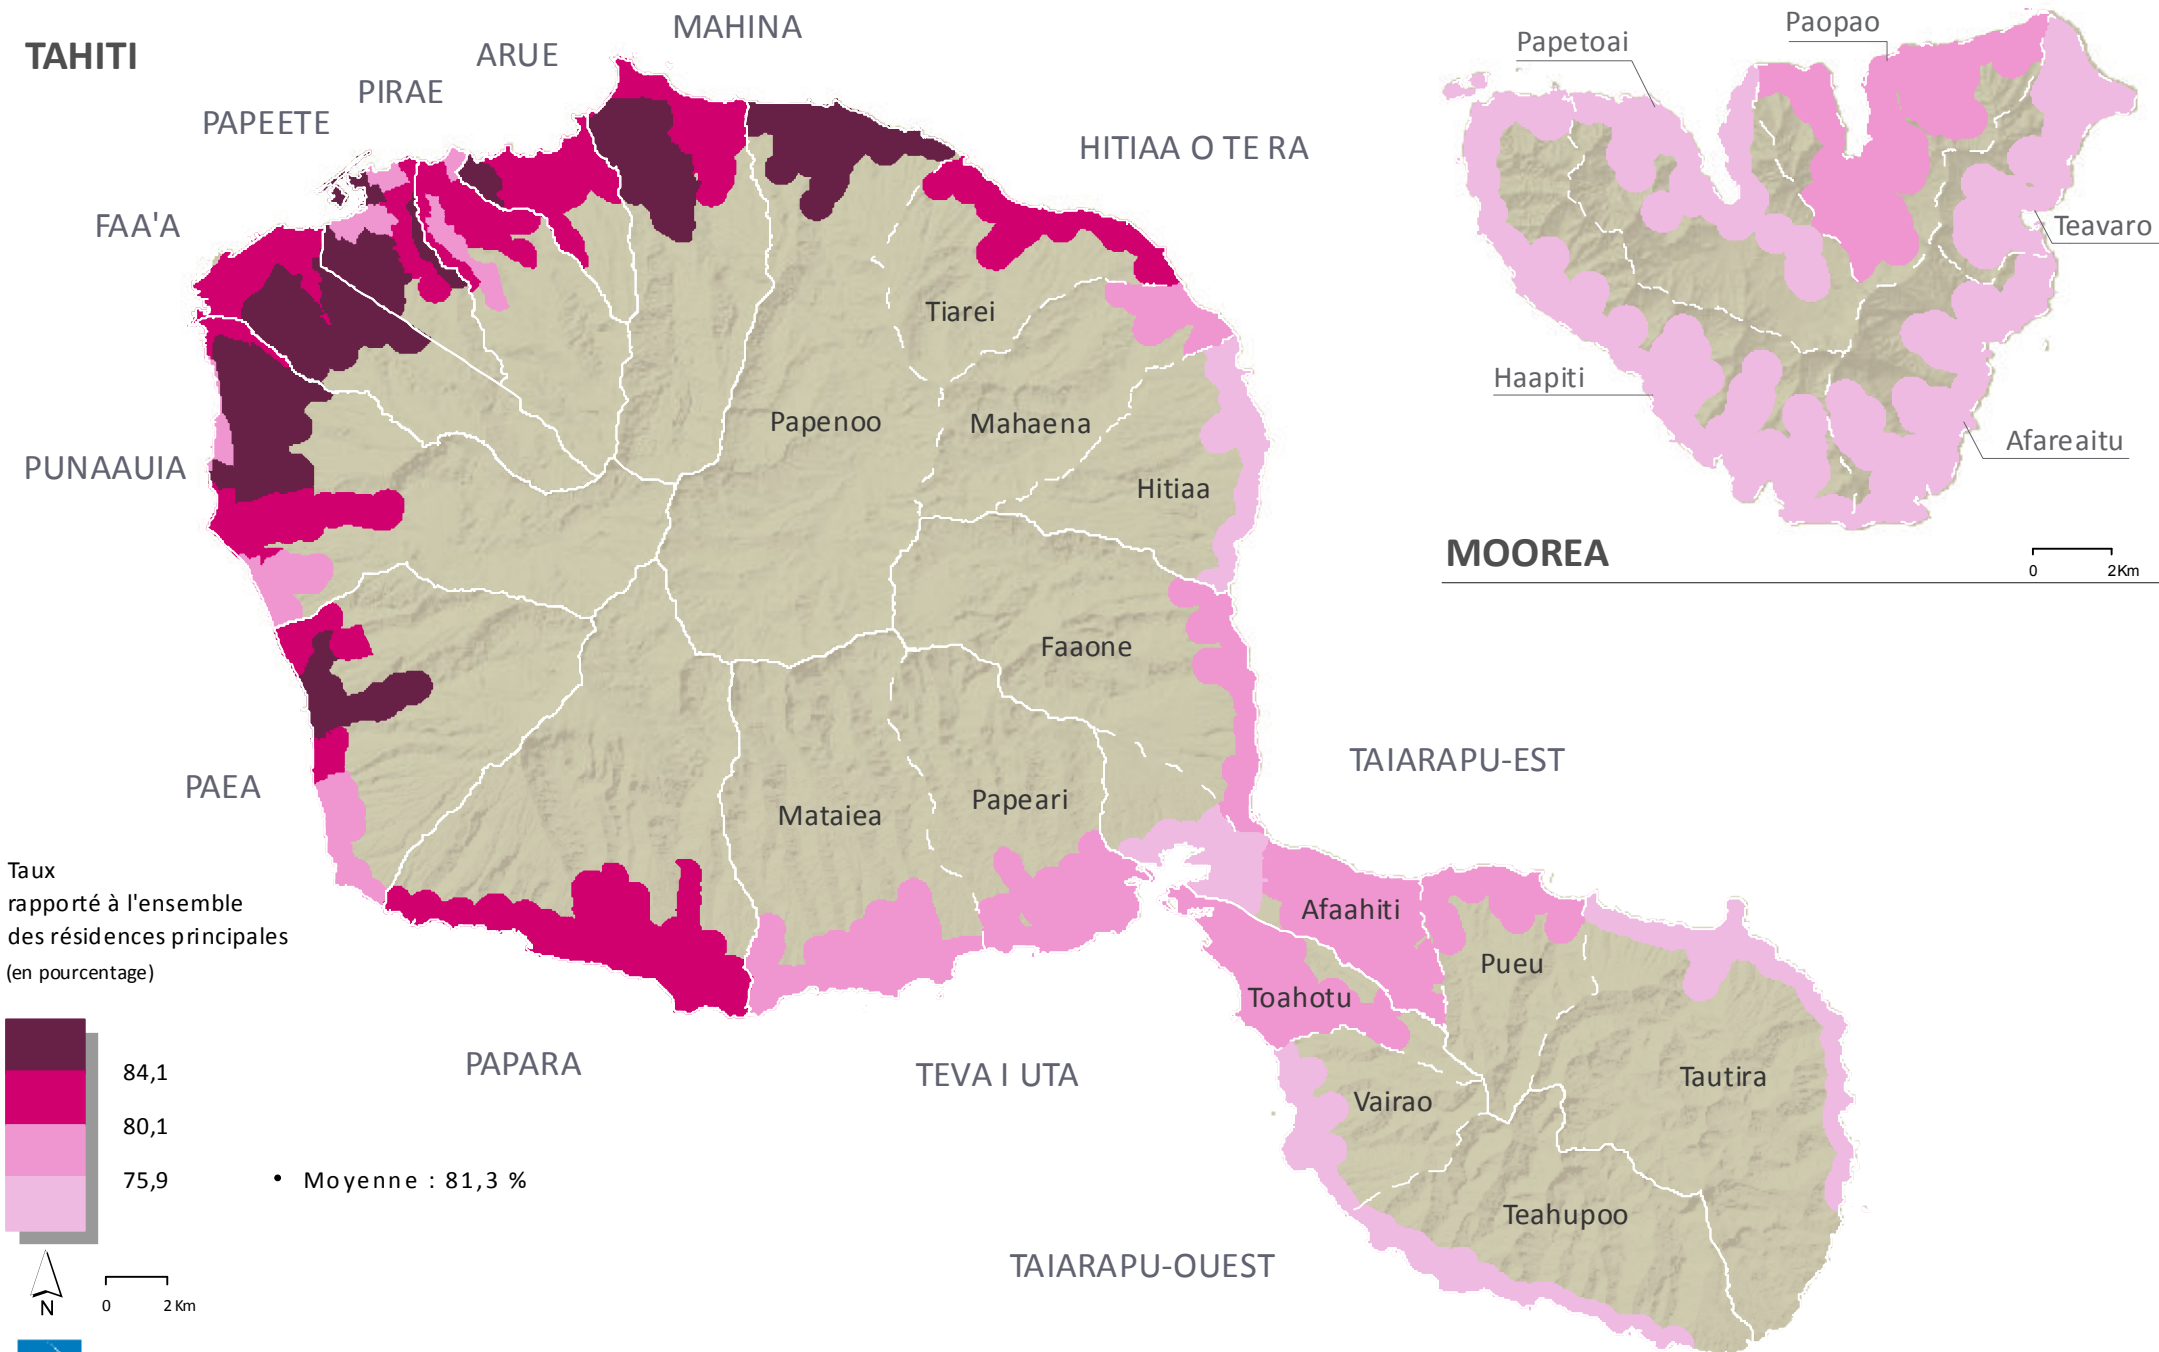 TAHITI
MAHINA
ARUE
PIRAE
PAPEETE
FAA'A
HITIAA O TE RA
PUNAAUIA
PAEA
PAPARA
TEVA I UTA
TAIARAPU-EST
TAIARAPU-OUEST
Tiarei
Papenoo
Mahaena
Hitiaa
Faaone
Mataiea
Papeari
Afaahiti
Pueu
Toahotu
Vairao
Tautira
Teahupoo
Papetoai
Paopao
Teavaro
Haapiti
Afareaitu
MOOREA
0 2Km
Taux
rapporté à l'ensemble
des résidences principales
(en pourcentage)
84,1
80,1
75,9
• Moyenne : 81,3 %
N
0 2 Km